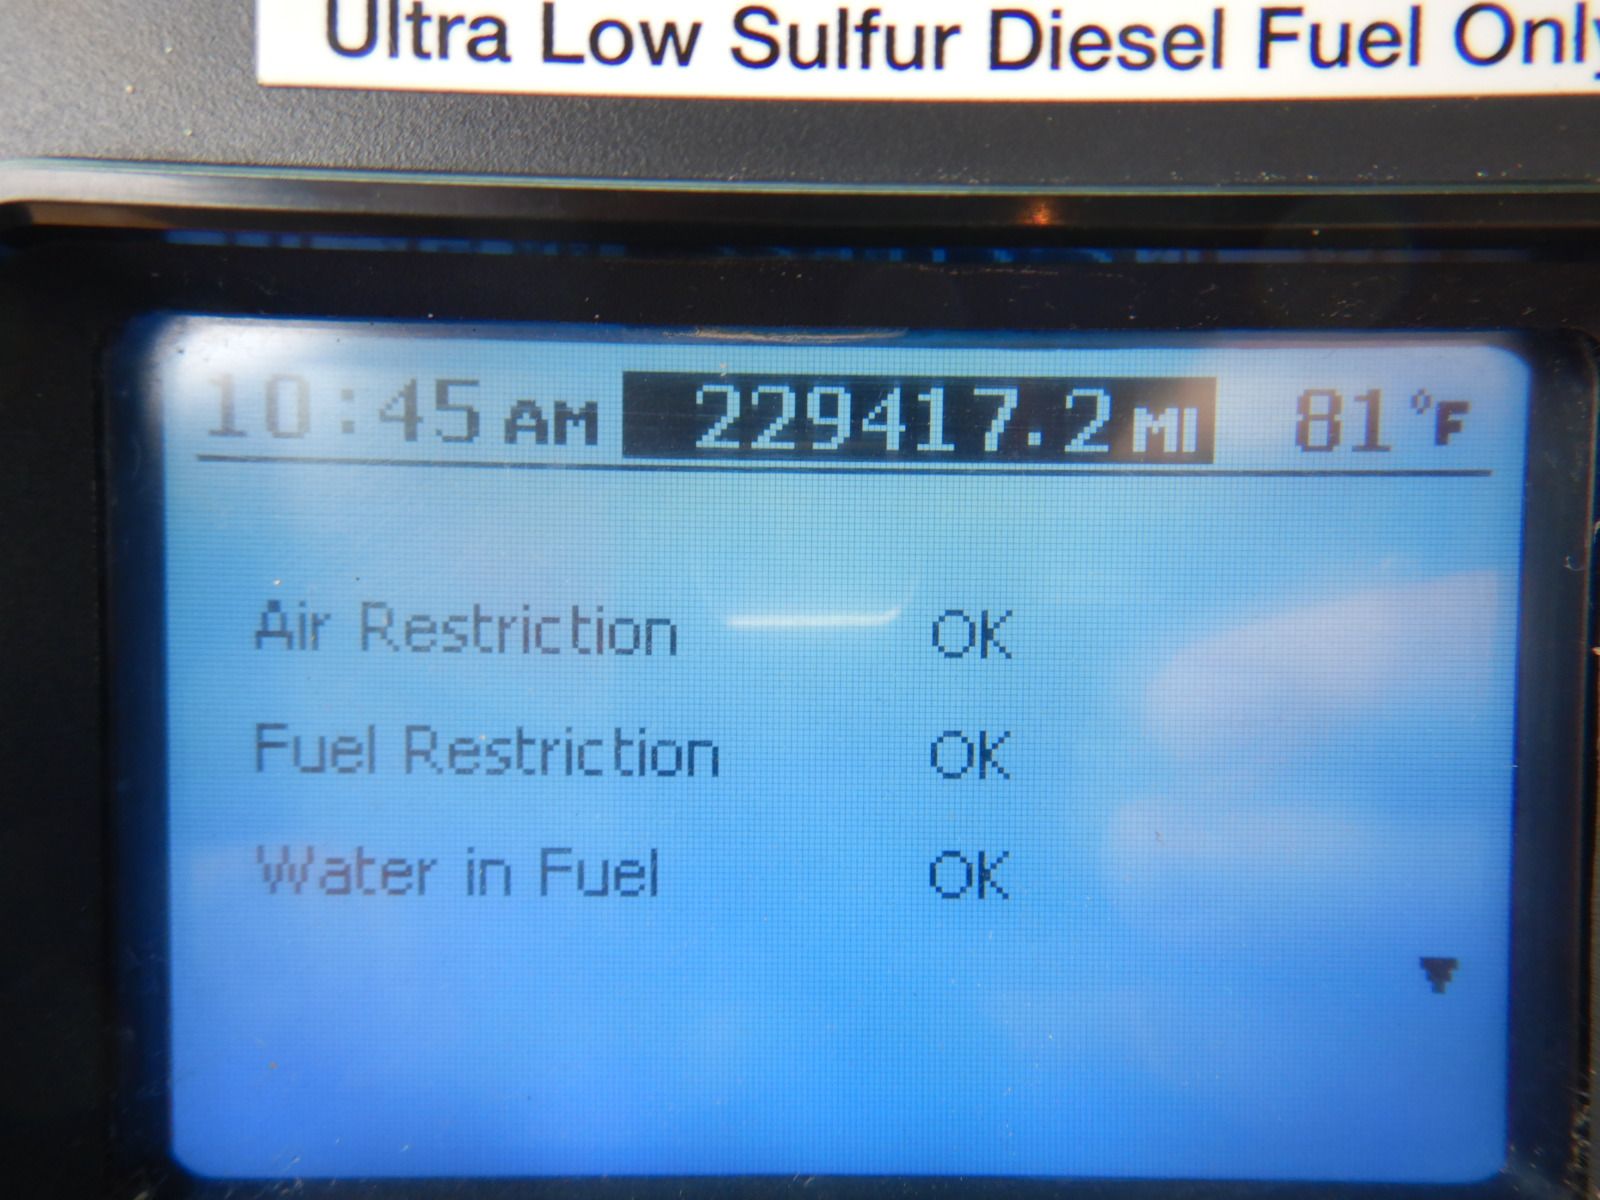 Ultra Low Sulfur Diesel Fuel Only
10:45 AM 229417.2 MI 81°F
Air Restriction OK
Fuel Restriction OK
Water in Fuel OK